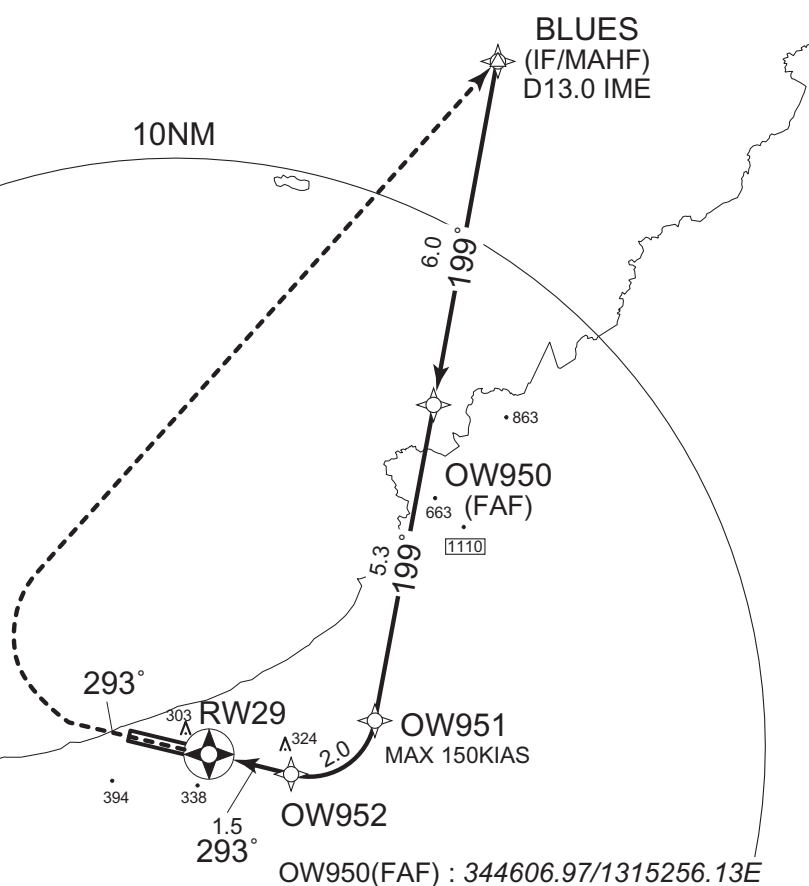 BLUES
(IF/MAHF)
D13.0 IME
10NM
6.0
199°
863
OW950
(FAF)
663
1110
5.3
199°
293°
303
RW29
324
OW951
MAX 150KIAS
2.0
394
338
OW952
1.5
293°
OW950(FAF) : 344606.97/1315256.13E